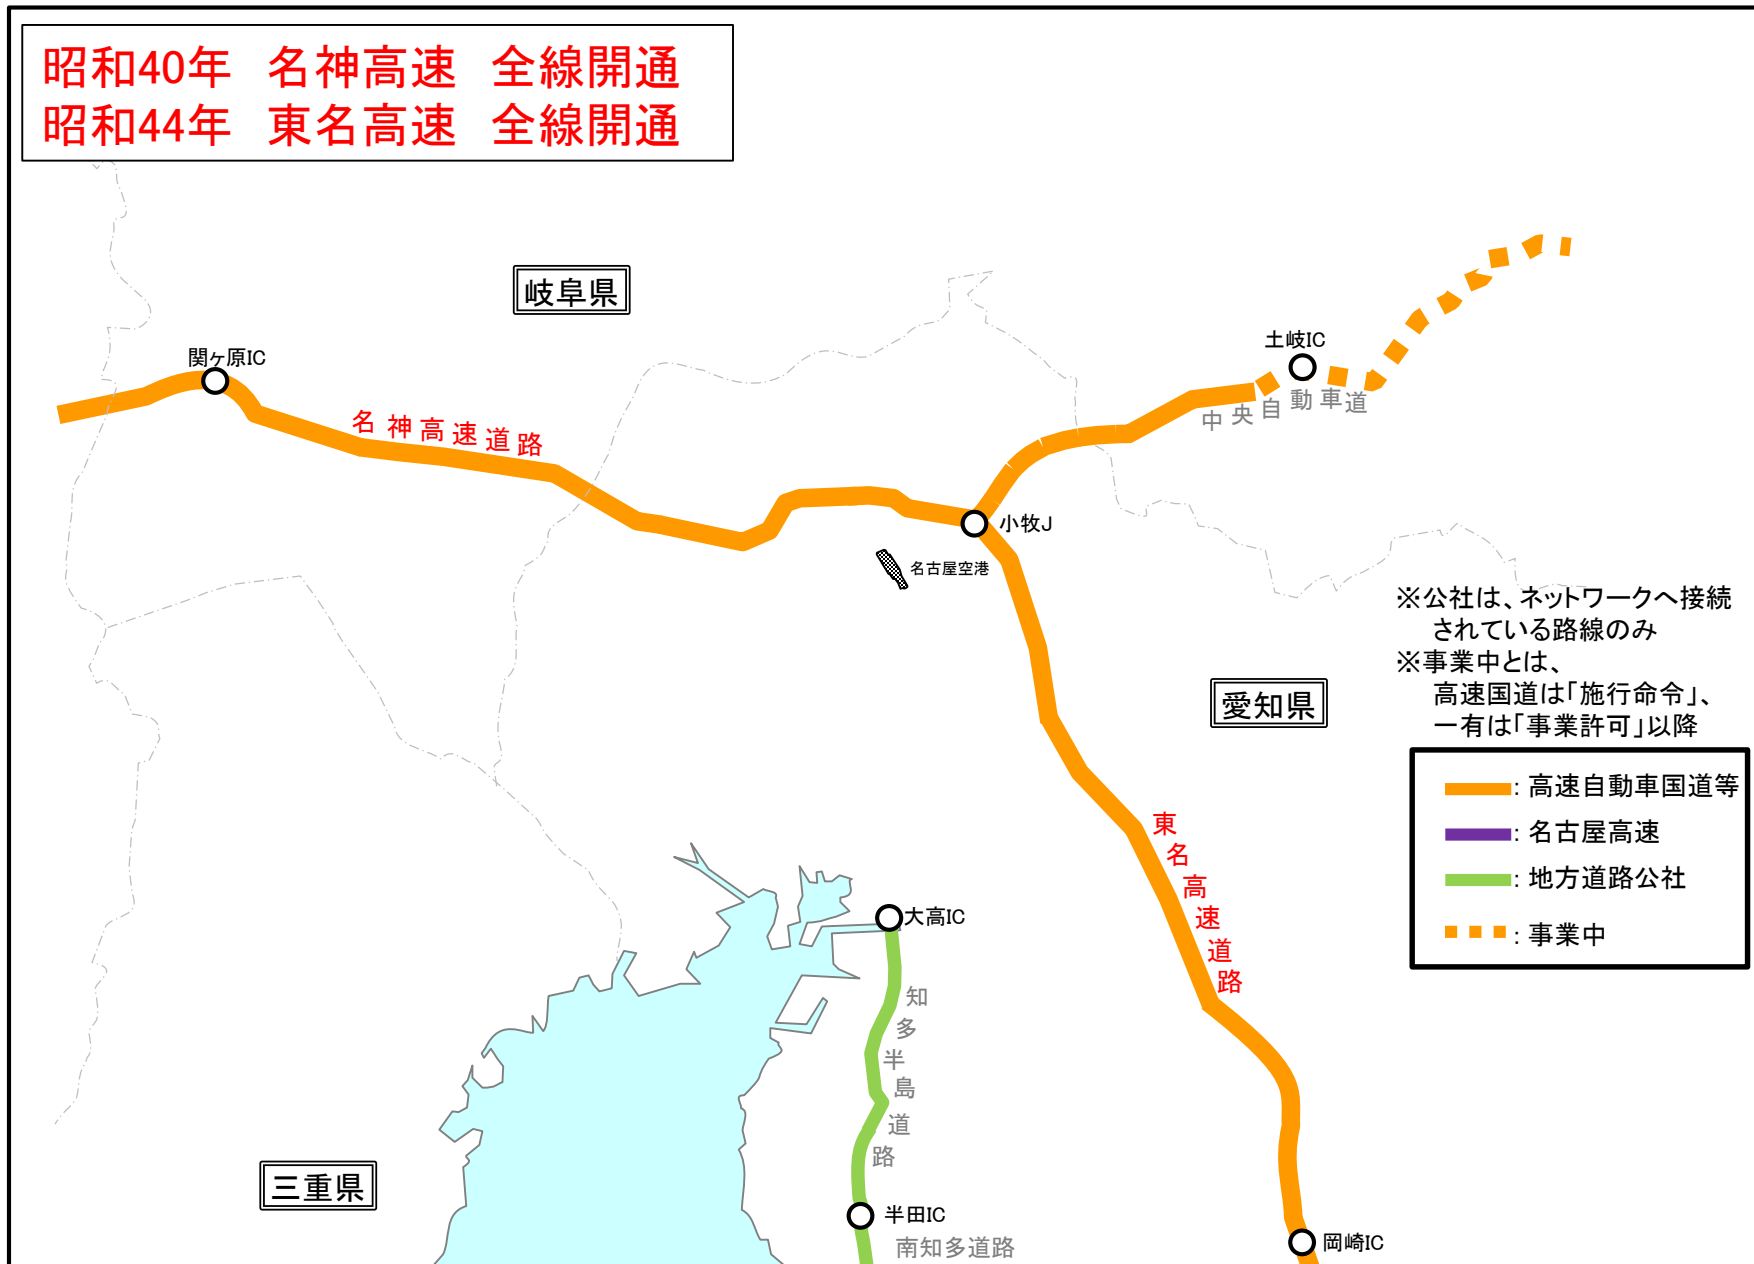 昭和40年　名神高速　全線開通
昭和44年　東名高速　全線開通
岐阜県
関ヶ原IC
土岐IC
名神高速道路
中央自動車道
小牧J
名古屋空港
※公社は、ネットワークへ接続
されている路線のみ
※事業中とは、
高速国道は「施行命令」、
一有は「事業許可」以降
愛知県
：高速自動車国道等
：名古屋高速
：地方道路公社
：事業中
東名高速道路
大高IC
知多半島道路
三重県
半田IC
南知多道路
岡崎IC